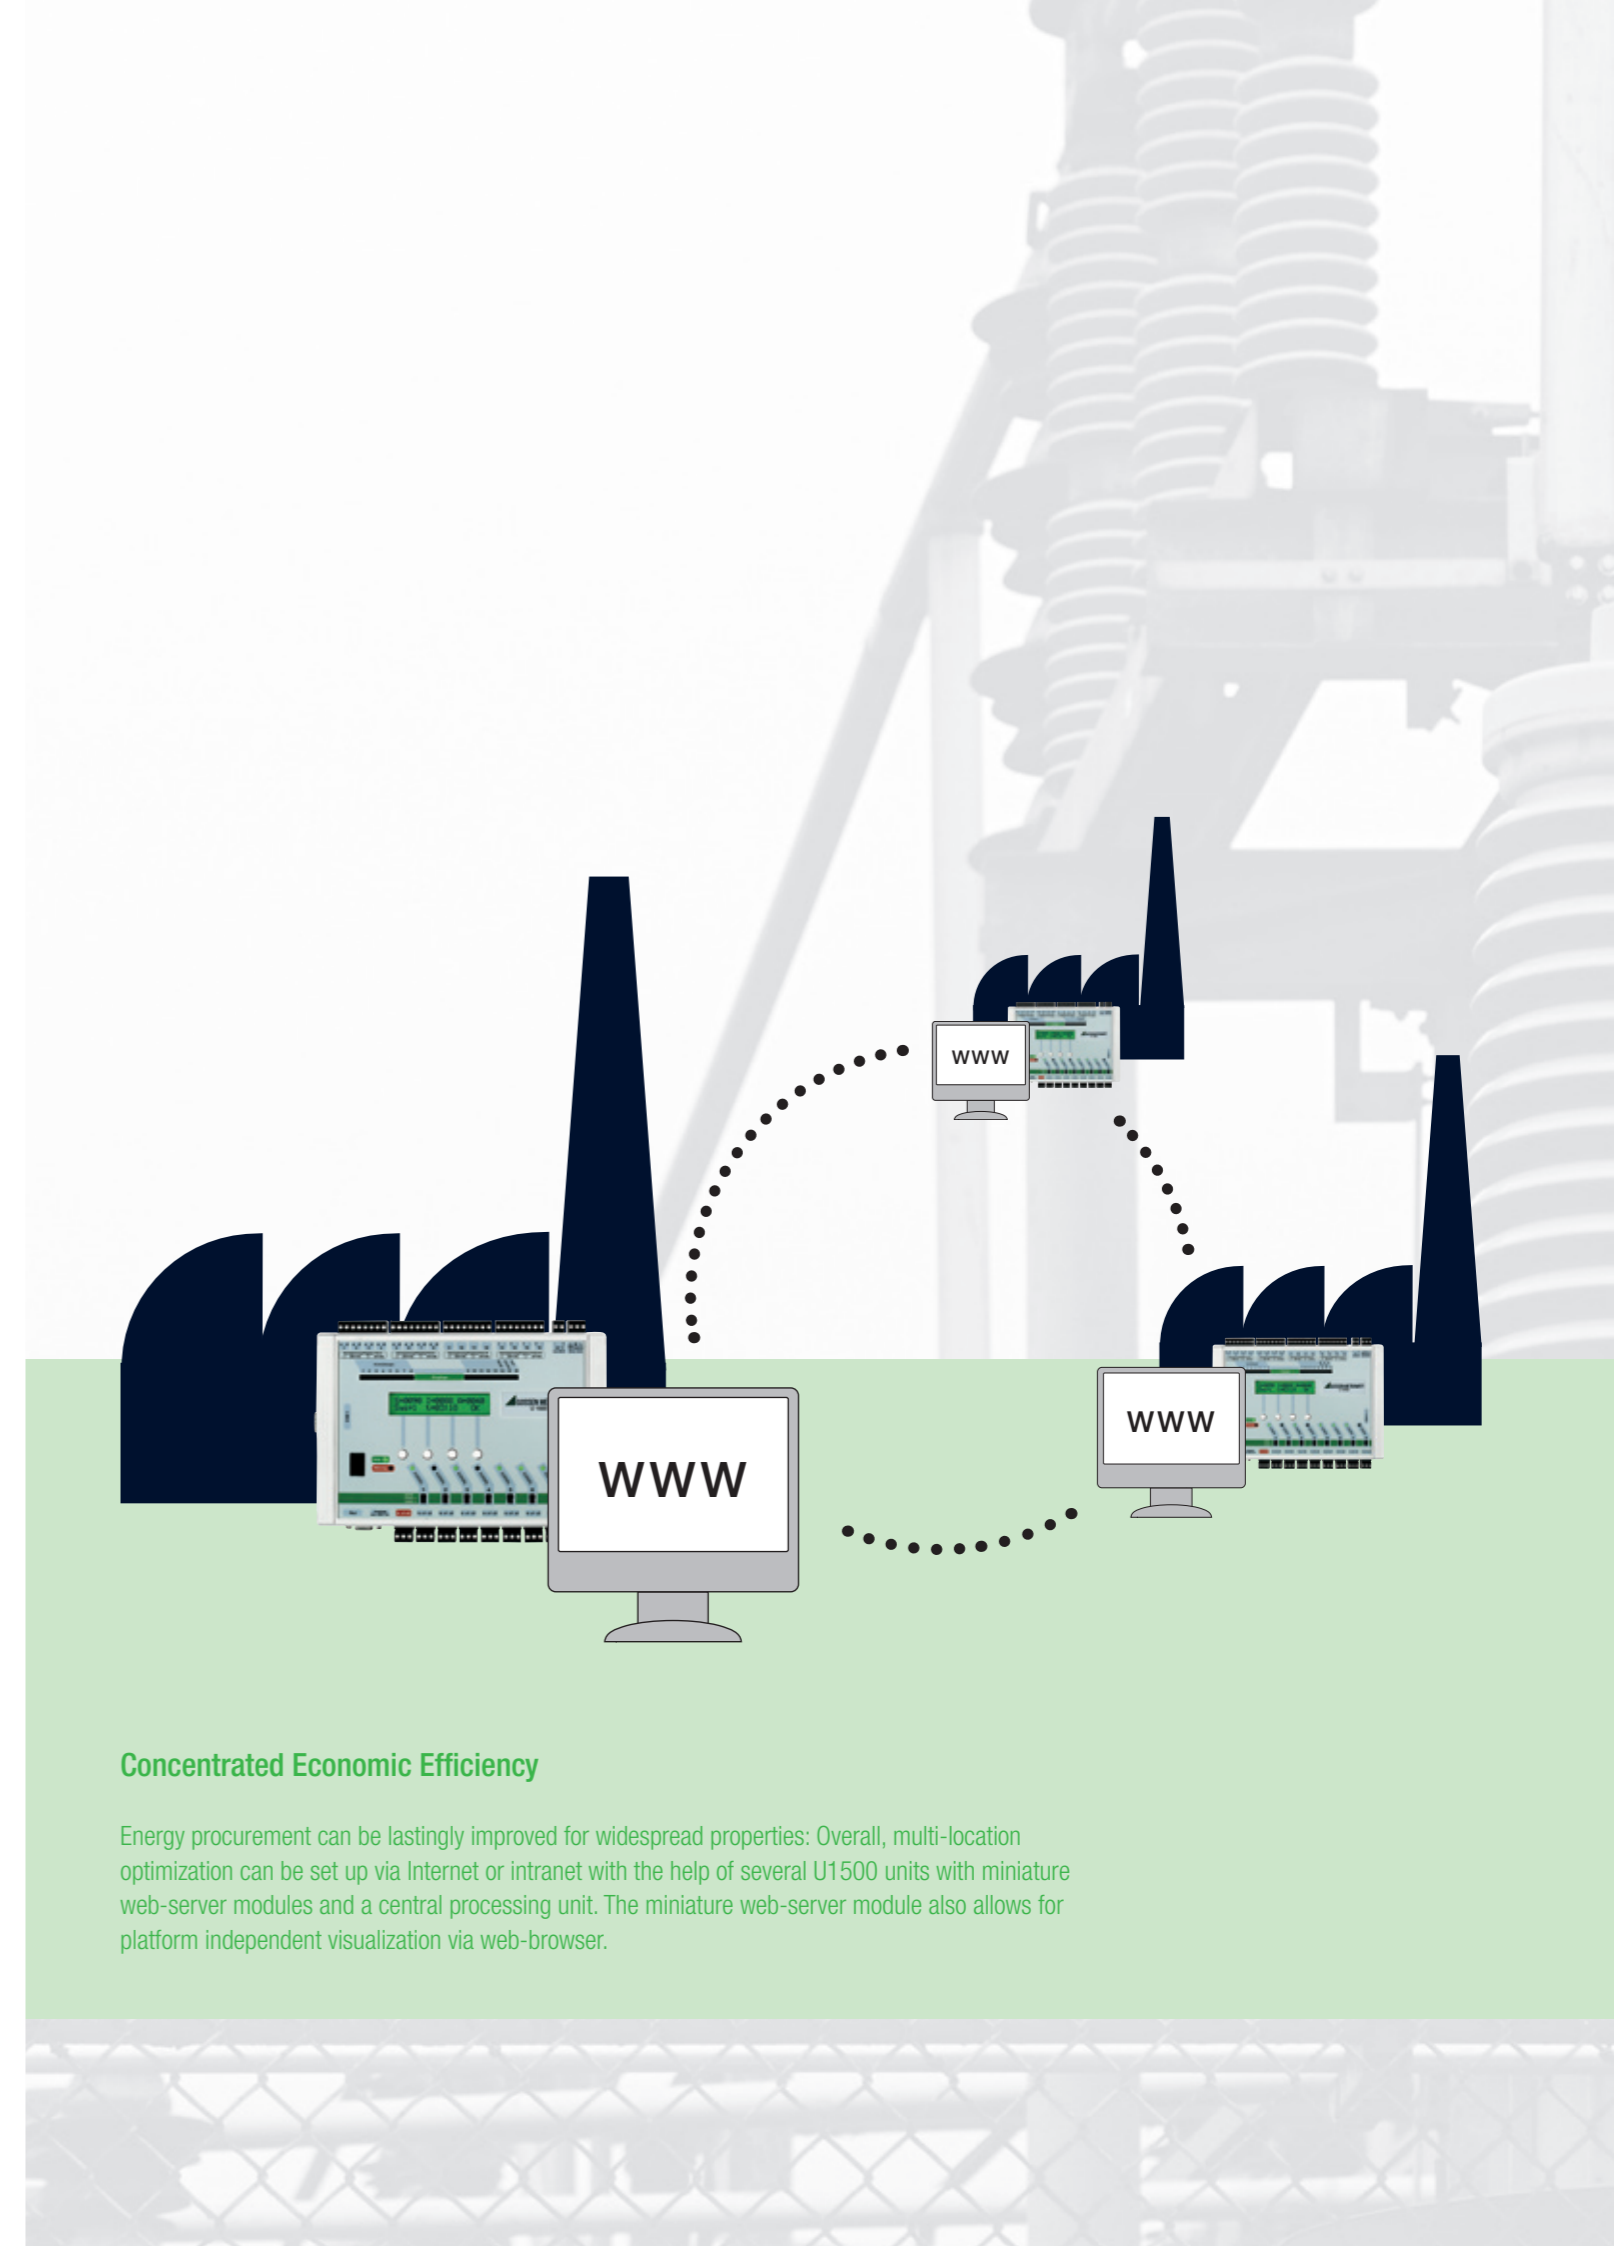 WWW
WWW
WWW
Concentrated Economic Efficiency
Energy procurement can be lastingly improved for widespread properties: Overall, multi-location
optimization can be set up via Internet or intranet with the help of several U1500 units with miniature
web-server modules and a central processing unit. The miniature web-server module also allows for
platform independent visualization via web-browser.